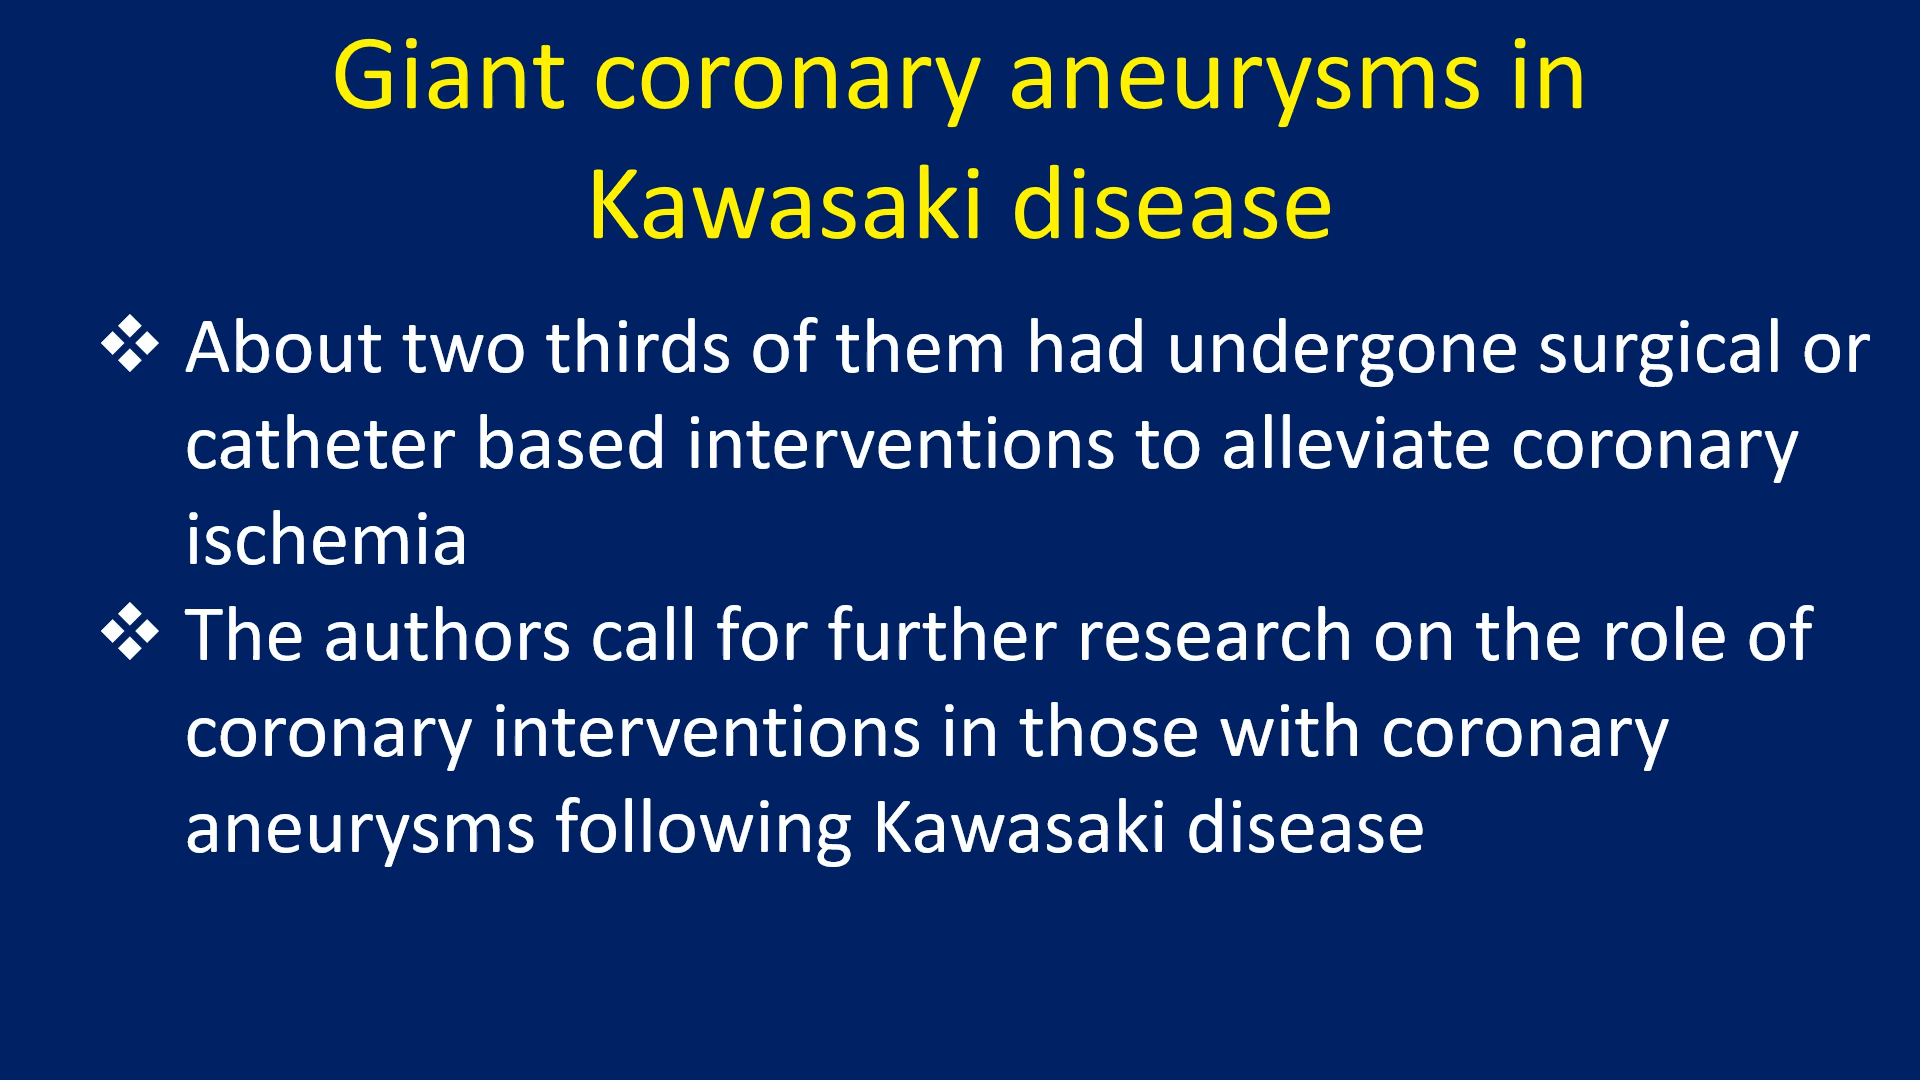 Giant coronary aneurysms in
Kawasaki disease
❖ About two thirds of them had undergone surgical or
catheter based interventions to alleviate coronary
ischemia
❖ The authors call for further research on the role of
coronary interventions in those with coronary
aneurysms following Kawasaki disease